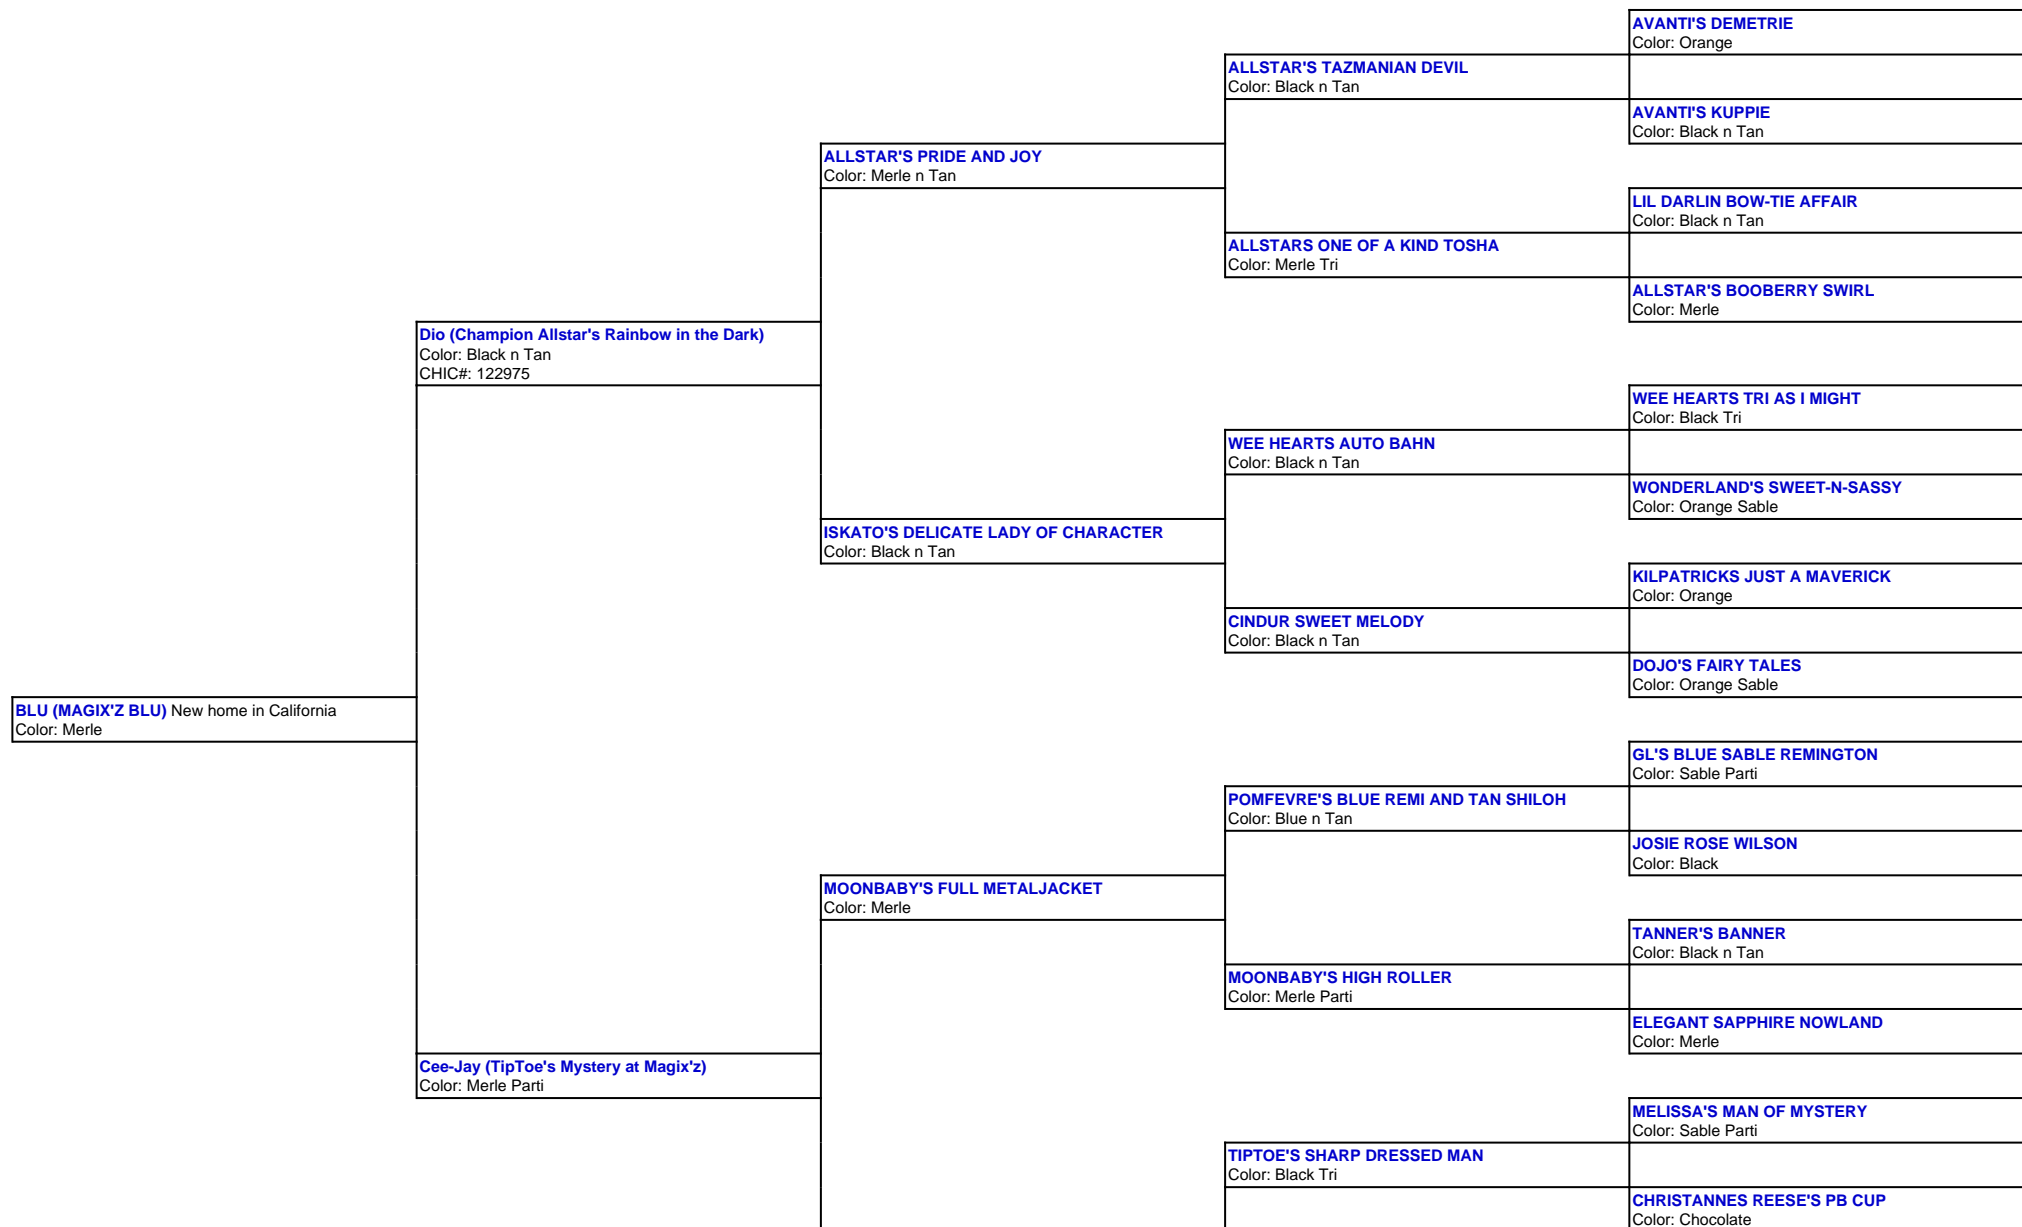 AVANTI'S DEMETRIE
Color: Orange
ALLSTAR'S TAZMANIAN DEVIL
Color: Black n Tan
AVANTI'S KUPPIE
Color: Black n Tan
ALLSTAR'S PRIDE AND JOY
Color: Merle n Tan
LIL DARLIN BOW-TIE AFFAIR
Color: Black n Tan
ALLSTARS ONE OF A KIND TOSHA
Color: Merle Tri
ALLSTAR'S BOOBERRY SWIRL
Color: Merle
Dio (Champion Allstar's Rainbow in the Dark)
Color: Black n Tan
CHIC#: 122975
WEE HEARTS TRI AS I MIGHT
Color: Black Tri
WEE HEARTS AUTO BAHN
Color: Black n Tan
WONDERLAND'S SWEET-N-SASSY
Color: Orange Sable
ISKATO'S DELICATE LADY OF CHARACTER
Color: Black n Tan
KILPATRICKS JUST A MAVERICK
Color: Orange
CINDUR SWEET MELODY
Color: Black n Tan
DOJO'S FAIRY TALES
Color: Orange Sable
BLU (MAGIX'Z BLU) New home in California
Color: Merle
GL'S BLUE SABLE REMINGTON
Color: Sable Parti
POMFEVRE'S BLUE REMI AND TAN SHILOH
Color: Blue n Tan
JOSIE ROSE WILSON
Color: Black
MOONBABY'S FULL METALJACKET
Color: Merle
TANNER'S BANNER
Color: Black n Tan
MOONBABY'S HIGH ROLLER
Color: Merle Parti
ELEGANT SAPPHIRE NOWLAND
Color: Merle
Cee-Jay (TipToe's Mystery at Magix'z)
Color: Merle Parti
MELISSA'S MAN OF MYSTERY
Color: Sable Parti
TIPTOE'S SHARP DRESSED MAN
Color: Black Tri
CHRISTANNES REESE'S PB CUP
Color: Chocolate